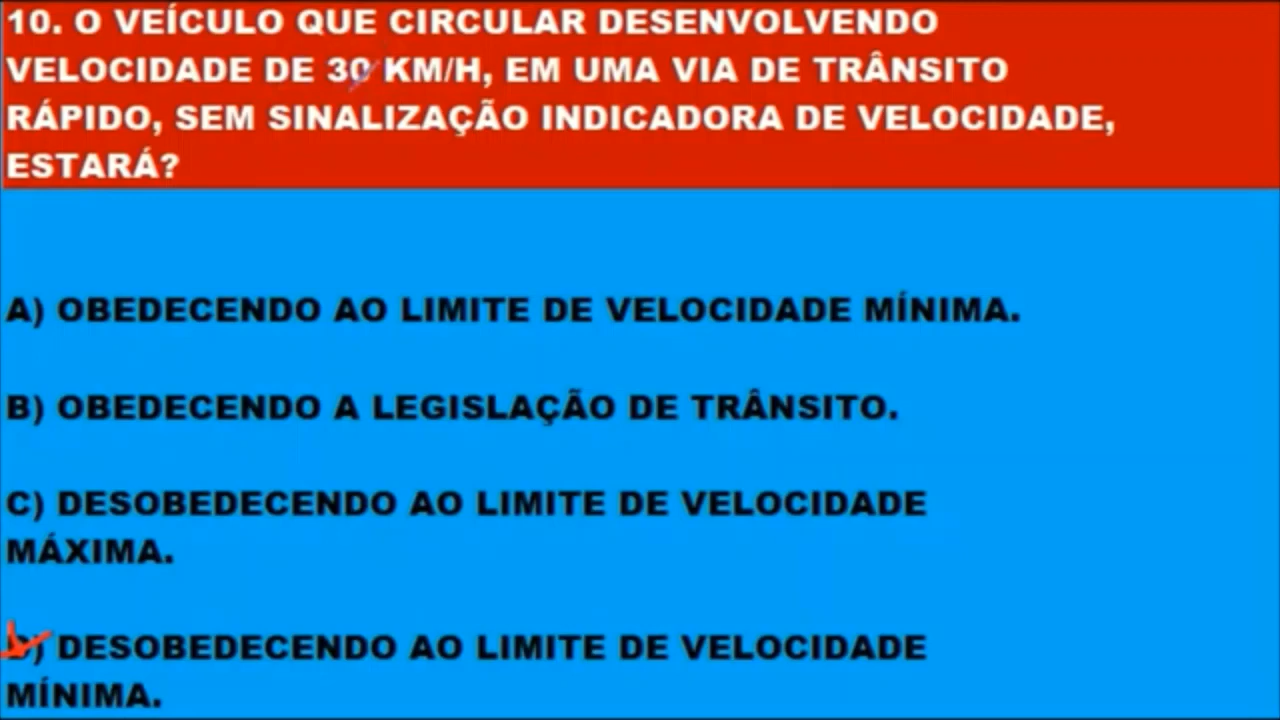 10. O VEÍCULO QUE CIRCULAR DESENVOLVENDO
VELOCIDADE DE 30 KM/H, EM UMA VIA DE TRÂNSITO
RÁPIDO, SEM SINALIZAÇÃO INDICADORA DE VELOCIDADE,
ESTARÁ?
A) OBEDECENDO AO LIMITE DE VELOCIDADE MÍNIMA.
B) OBEDECENDO A LEGISLAÇÃO DE TRÂNSITO.
C) DESOBEDECENDO AO LIMITE DE VELOCIDADE
MÁXIMA.
D) DESOBEDECENDO AO LIMITE DE VELOCIDADE
MÍNIMA.